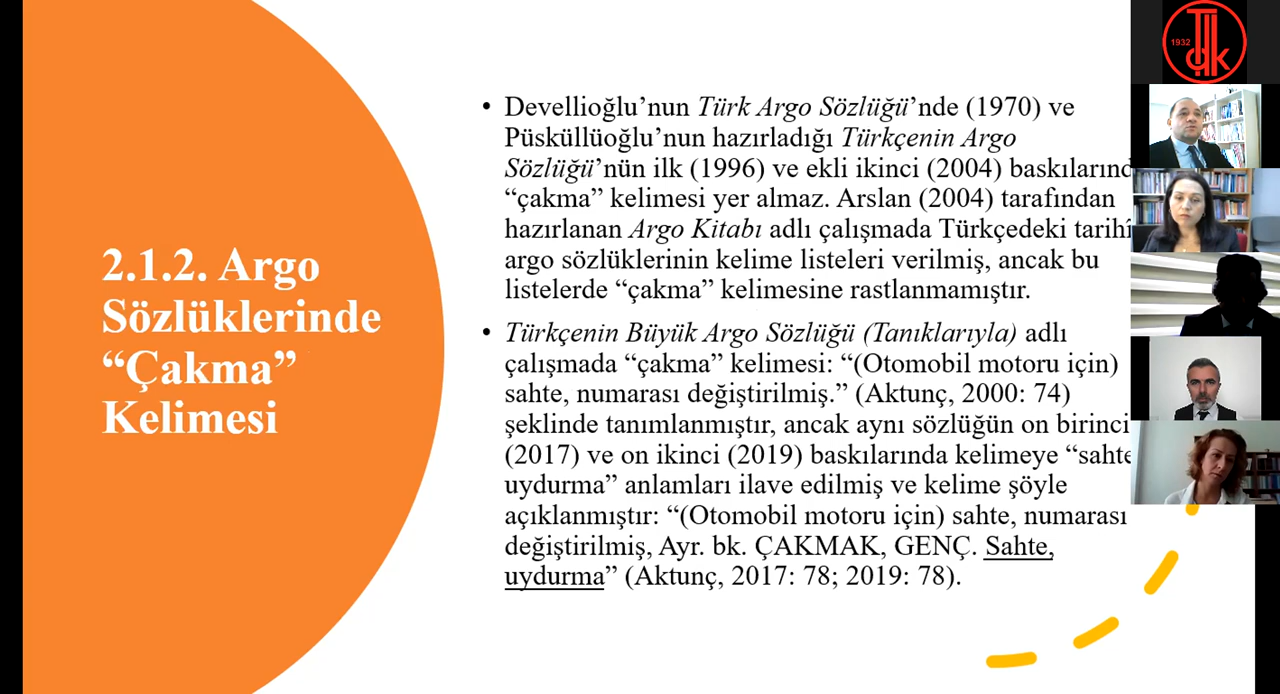 2.1.2. Argo
Sözlüklerinde
“Çakma”
Kelimesi
• Devellioğlu’nun Türk Argo Sözlüğü’nde (1970) ve
Püsküllüoğlu’nun hazırladığı Türkçenin Argo
Sözlüğü’nün ilk (1996) ve ekli ikinci (2004) baskılarınd
“çakma” kelimesi yer almaz. Arslan (2004) tarafından
hazırlanan Argo Kitabı adlı çalışmada Türkçedeki tarihî
argo sözlüklerinin kelime listeleri verilmiş, ancak bu
listelerde “çakma” kelimesine rastlanmamıştır.
• Türkçenin Büyük Argo Sözlüğü (Tanıklarıyla) adlı
çalışmada “çakma” kelimesi: “(Otomobil motoru için)
sahte, numarası değiştirilmiş.” (Aktunç, 2000: 74)
şeklinde tanımlanmıştır, ancak aynı sözlüğün on birinci
(2017) ve on ikinci (2019) baskılarında kelimeye “sahte
uydurma” anlamları ilave edilmiş ve kelime şöyle
açıklanmıştır: “(Otomobil motoru için) sahte, numarası
değiştirilmiş, Ayr. bk. ÇAKMAK, GENÇ. Sahte,
uydurma” (Aktunç, 2017: 78; 2019: 78).
1932